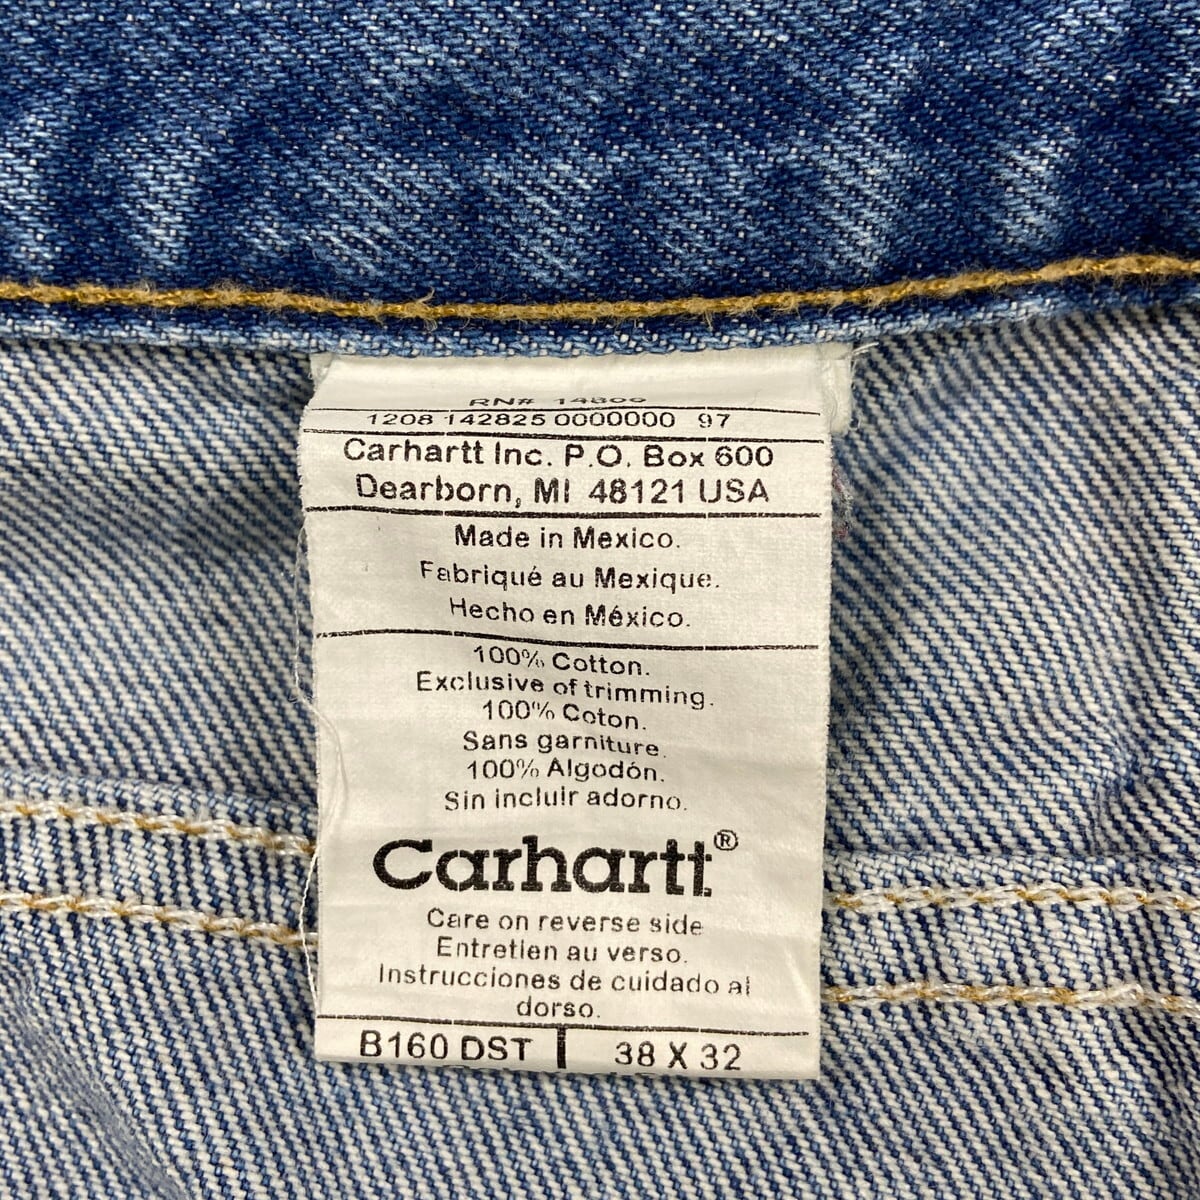 RN# 14806
1208 142825 0000000 97
Carhartt Inc. P.O. Box 600
Dearborn, MI 48121 USA
Made in Mexico.
Fabriqué au Mexique.
Hecho en México.
100% Cotton.
Exclusive of trimming.
100% Coton.
Sans garniture.
100% Algodón.
Sin incluir adorno.
Carhartt®
Care on reverse side
Entretien au verso.
Instrucciones de cuidado al
dorso.
B160 DST | 38 X 32